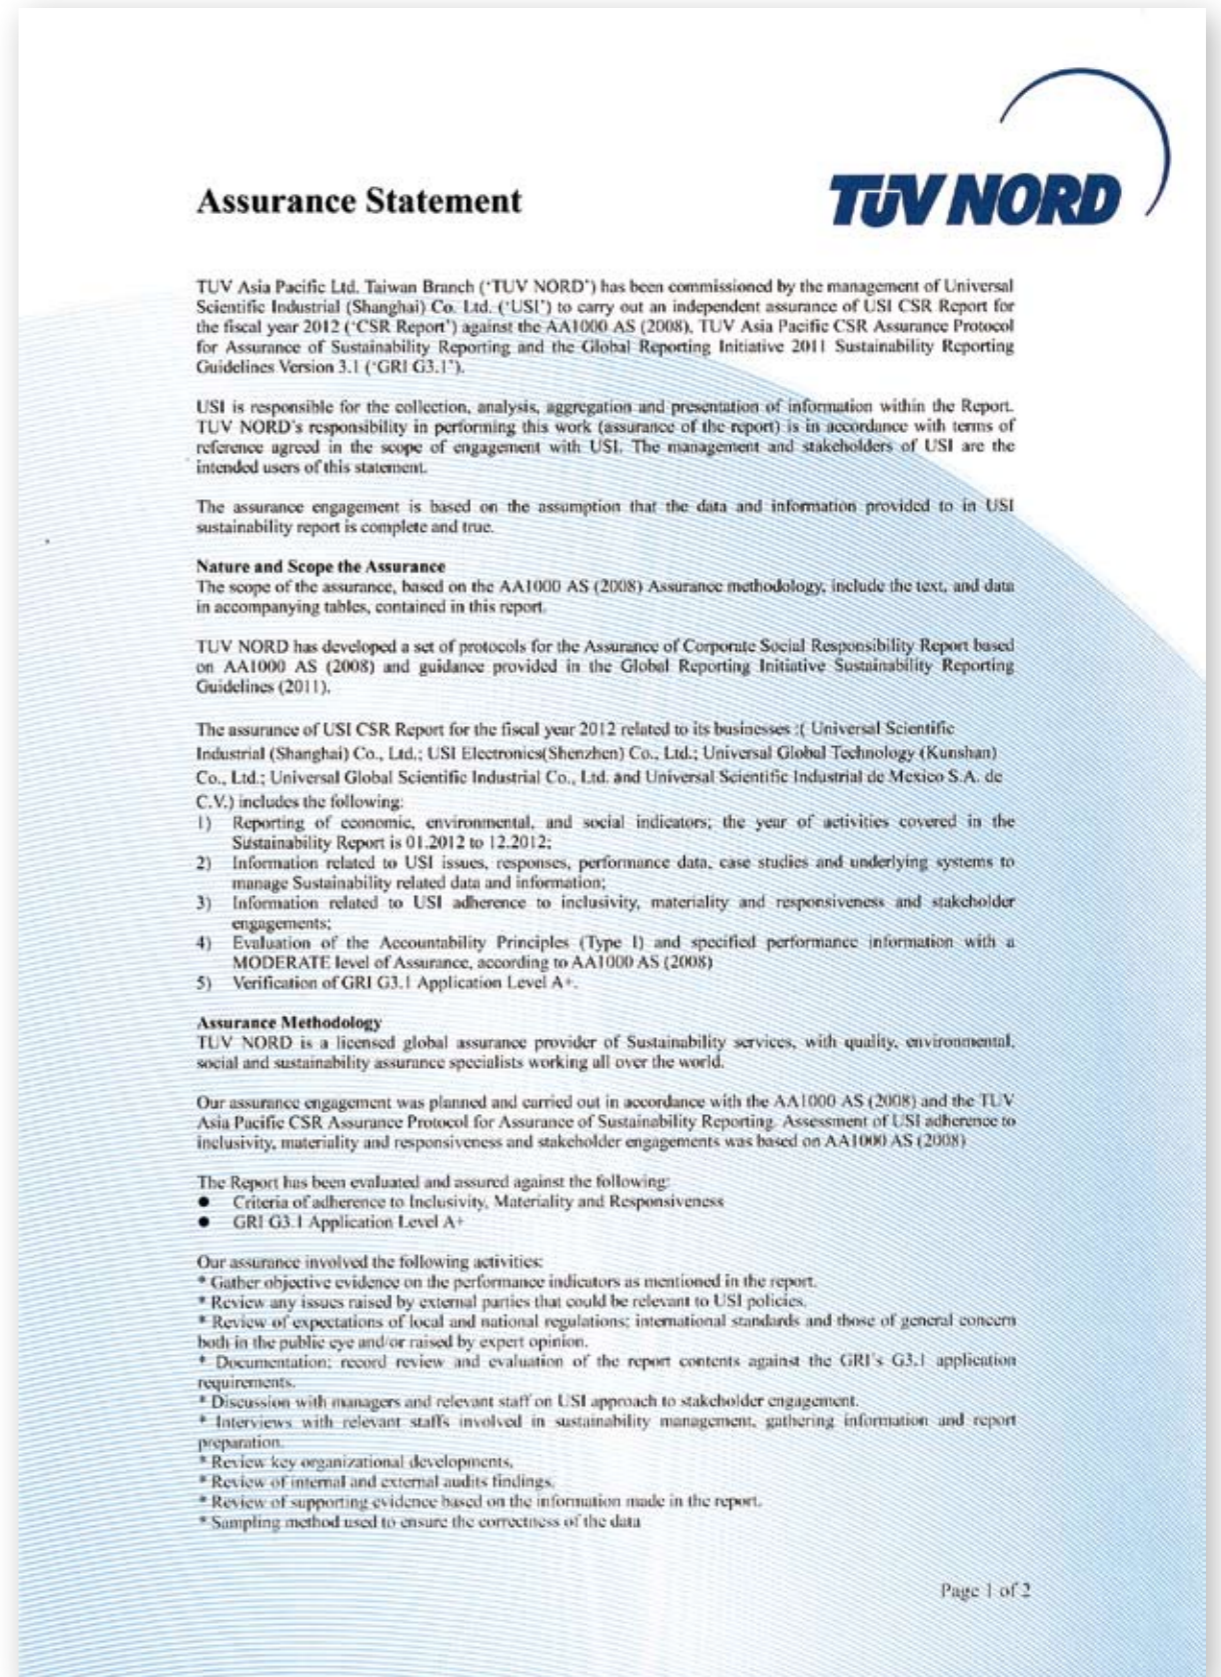 TÜV NORD
Assurance Statement
TUV Asia Pacific Ltd. Taiwan Branch ('TUV NORD') has been commissioned by the management of Universal
Scientific Industrial (Shanghai) Co. Ltd. ('USI') to carry out an independent assurance of USI CSR Report for
the fiscal year 2012 ('CSR Report') against the AA1000 AS (2008), TUV Asia Pacific CSR Assurance Protocol
for Assurance of Sustainability Reporting and the Global Reporting Initiative 2011 Sustainability Reporting
Guidelines Version 3.1 ('GRI G3.1').
USI is responsible for the collection, analysis, aggregation and presentation of information within the Report.
TUV NORD's responsibility in performing this work (assurance of the report) is in accordance with terms of
reference agreed in the scope of engagement with USI. The management and stakeholders of USI are the
intended users of this statement.
The assurance engagement is based on the assumption that the data and information provided to in USI
sustainability report is complete and true.
Nature and Scope the Assurance
The scope of the assurance, based on the AA1000 AS (2008) Assurance methodology, include the text, and data
in accompanying tables, contained in this report.
TUV NORD has developed a set of protocols for the Assurance of Corporate Social Responsibility Report based
on AA1000 AS (2008) and guidance provided in the Global Reporting Initiative Sustainability Reporting
Guidelines (2011).
The assurance of USI CSR Report for the fiscal year 2012 related to its businesses :( Universal Scientific
Industrial (Shanghai) Co., Ltd.; USI Electronics(Shenzhen) Co., Ltd.; Universal Global Technology (Kunshan)
Co., Ltd.; Universal Global Scientific Industrial Co., Ltd. and Universal Scientific Industrial de Mexico S.A. de
C.V.) includes the following:
1) Reporting of economic, environmental, and social indicators; the year of activities covered in the
Sustainability Report is 01.2012 to 12.2012;
2) Information related to USI issues, responses, performance data, case studies and underlying systems to
manage Sustainability related data and information;
3) Information related to USI adherence to inclusivity, materiality and responsiveness and stakeholder
engagements;
4) Evaluation of the Accountability Principles (Type I) and specified performance information with a
MODERATE level of Assurance, according to AA1000 AS (2008)
5) Verification of GRI G3.1 Application Level A+.
Assurance Methodology
TUV NORD is a licensed global assurance provider of Sustainability services, with quality, environmental,
social and sustainability assurance specialists working all over the world.
Our assurance engagement was planned and carried out in accordance with the AA1000 AS (2008) and the TUV
Asia Pacific CSR Assurance Protocol for Assurance of Sustainability Reporting. Assessment of USI adherence to
inclusivity, materiality and responsiveness and stakeholder engagements was based on AA1000 AS (2008)
The Report has been evaluated and assured against the following:
● Criteria of adherence to Inclusivity, Materiality and Responsiveness
● GRI G3.1 Application Level A+
Our assurance involved the following activities:
* Gather objective evidence on the performance indicators as mentioned in the report.
* Review any issues raised by external parties that could be relevant to USI policies.
* Review of expectations of local and national regulations; international standards and those of general concern
both in the public eye and/or raised by expert opinion.
* Documentation; record review and evaluation of the report contents against the GRI's G3.1 application
requirements.
* Discussion with managers and relevant staff on USI approach to stakeholder engagement.
* Interviews with relevant staffs involved in sustainability management, gathering information and report
preparation.
* Review key organizational developments,
* Review of internal and external audits findings,
* Review of supporting evidence based on the information made in the report.
* Sampling method used to ensure the correctness of the data
Page 1 of 2